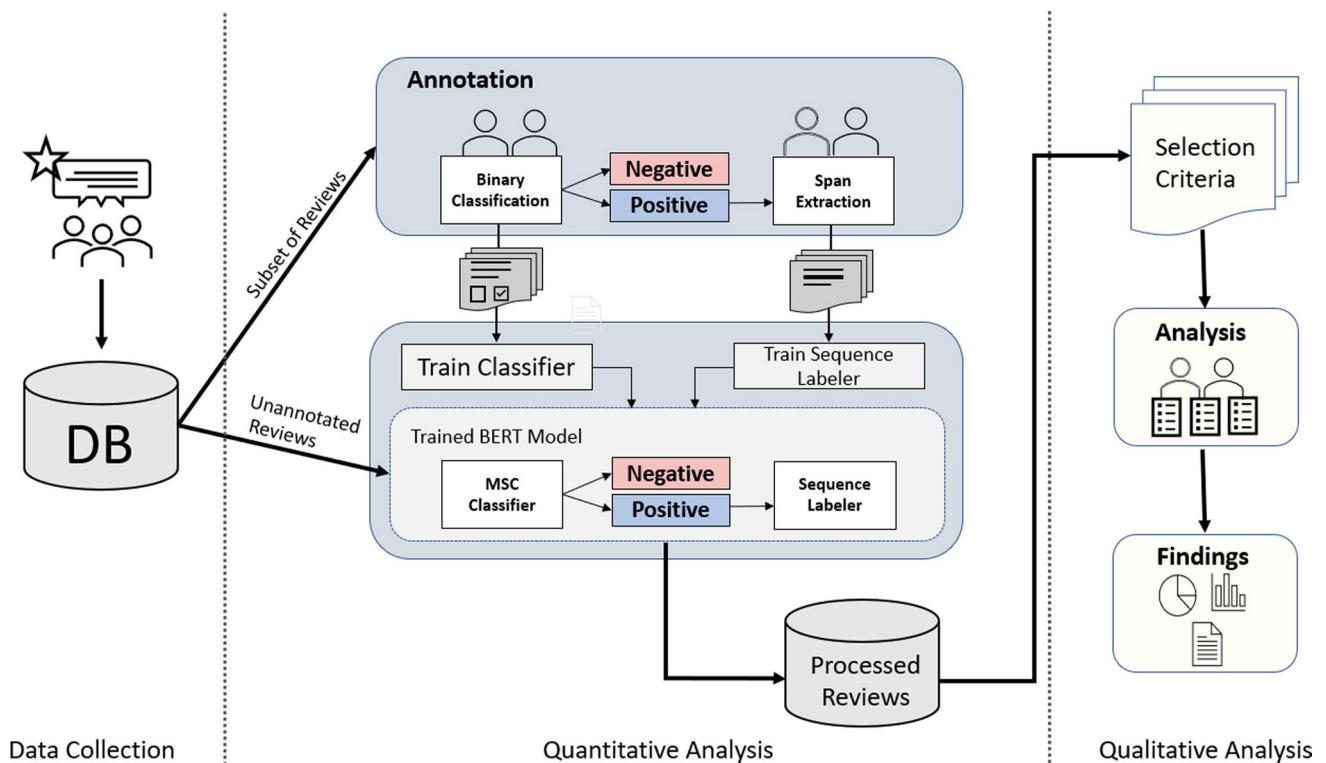 Annotation
Binary
Classification
Negative
Positive
Span
Extraction
Subset of Reviews
Unannotated
Reviews
DB
Train Classifier
Train Sequence
Labeler
Trained BERT Model
MSC
Classifier
Negative
Positive
Sequence
Labeler
Processed
Reviews
Selection
Criteria
Analysis
Findings
Data Collection
Quantitative Analysis
Qualitative Analysis